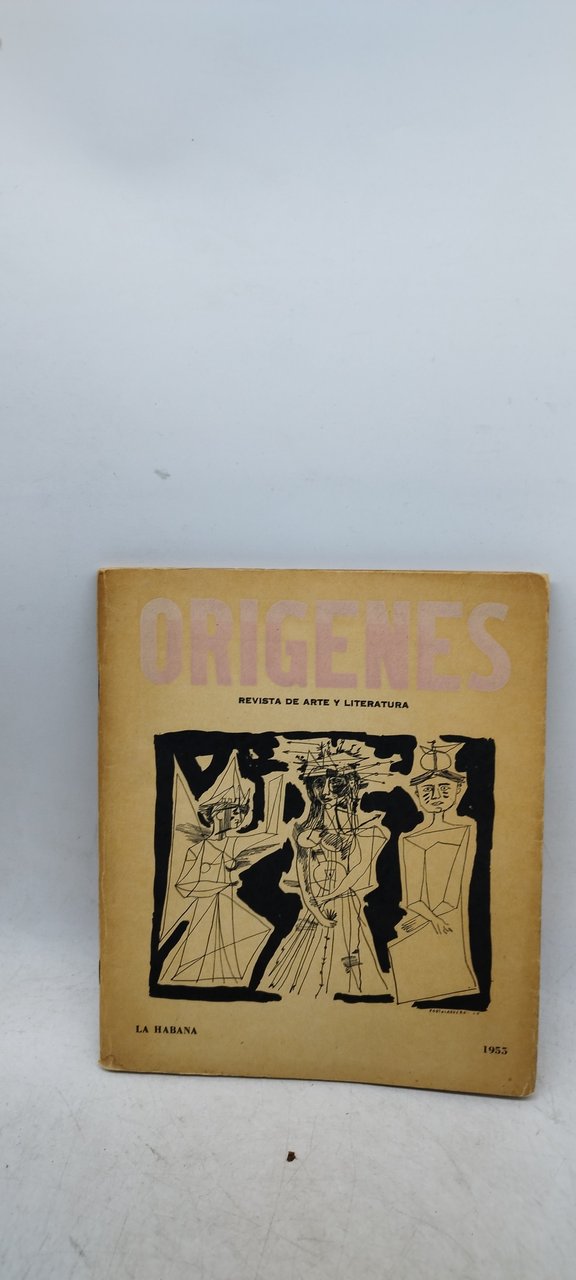 ORIGENES
REVISTA DE ARTE Y LITERATURA
LA HABANA
1953